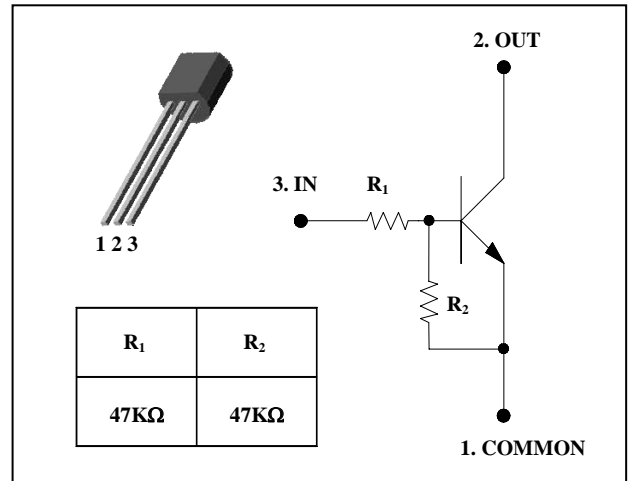 2. OUT
3. IN
R₁
1 2 3
R₂
R₁ R₂
47KΩ 47KΩ
1. COMMON